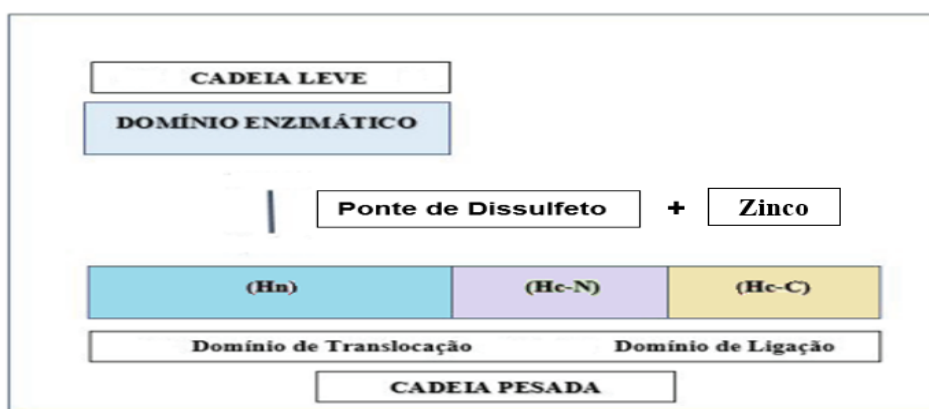 CADEIA LEVE
DOMÍNIO ENZIMÁTICO
Ponte de Dissulfeto + Zinco
(Hn) (Hc-N) (Hc-C)
Domínio de Translocação Domínio de Ligação
CADEIA PESADA